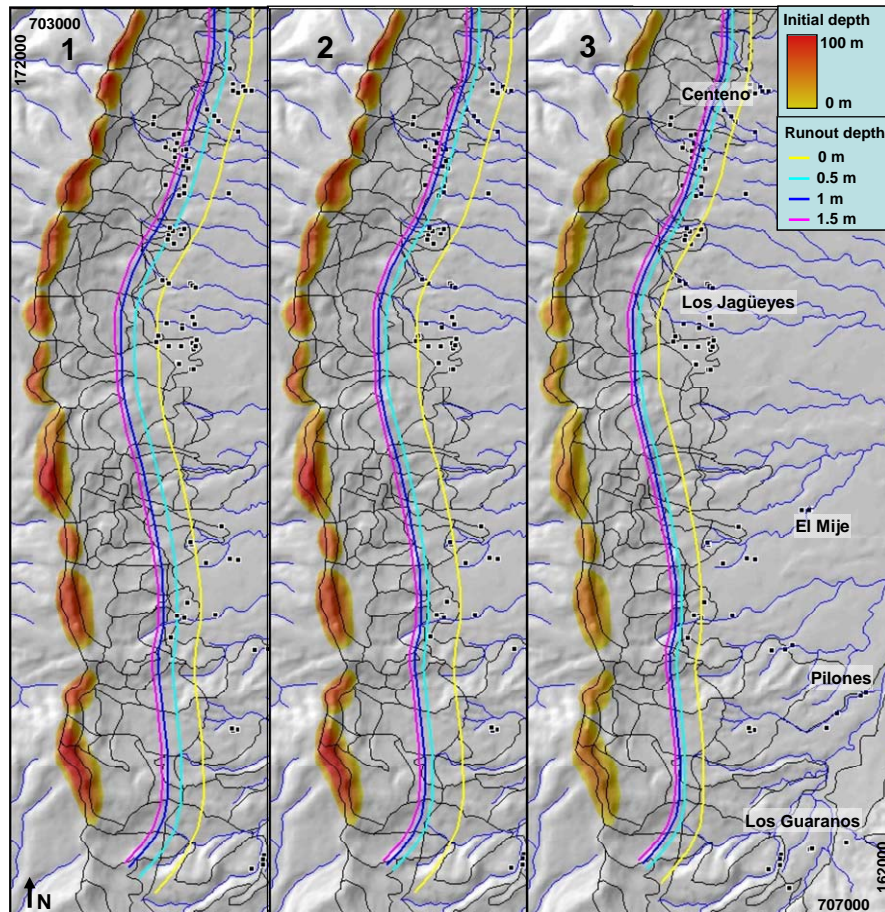 703000
172000
1
2
3
Initial depth
100 m
0 m
Runout depth
0 m
0.5 m
1 m
1.5 m
Centeno
Los Jagüeyes
El Mije
Pilones
Los Guaranos
N
707000
162000